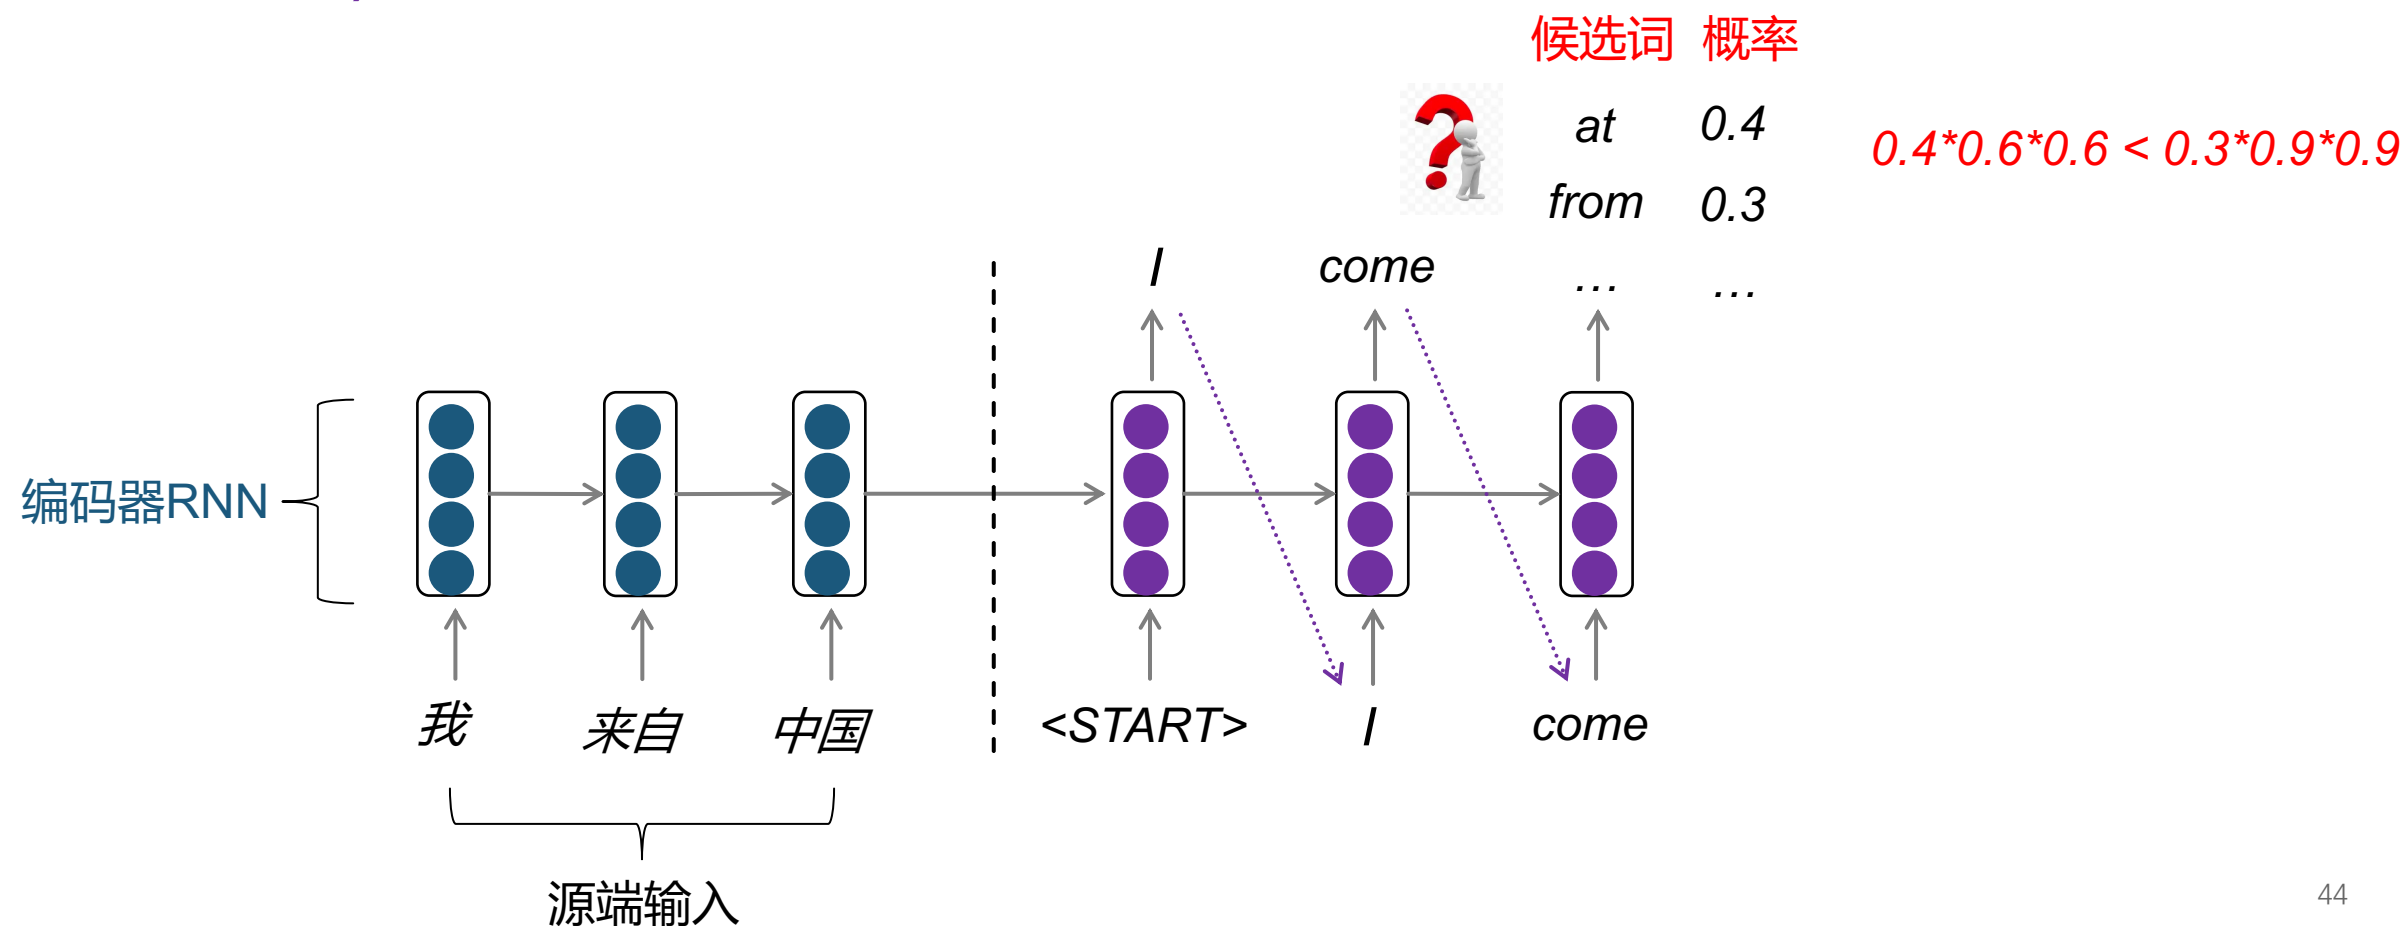 候选词 概率
at 0.4
0.4*0.6*0.6 < 0.3*0.9*0.9
from 0.3
… …
I come
编码器RNN
我 来自 中国 <START> I come
源端输入
44